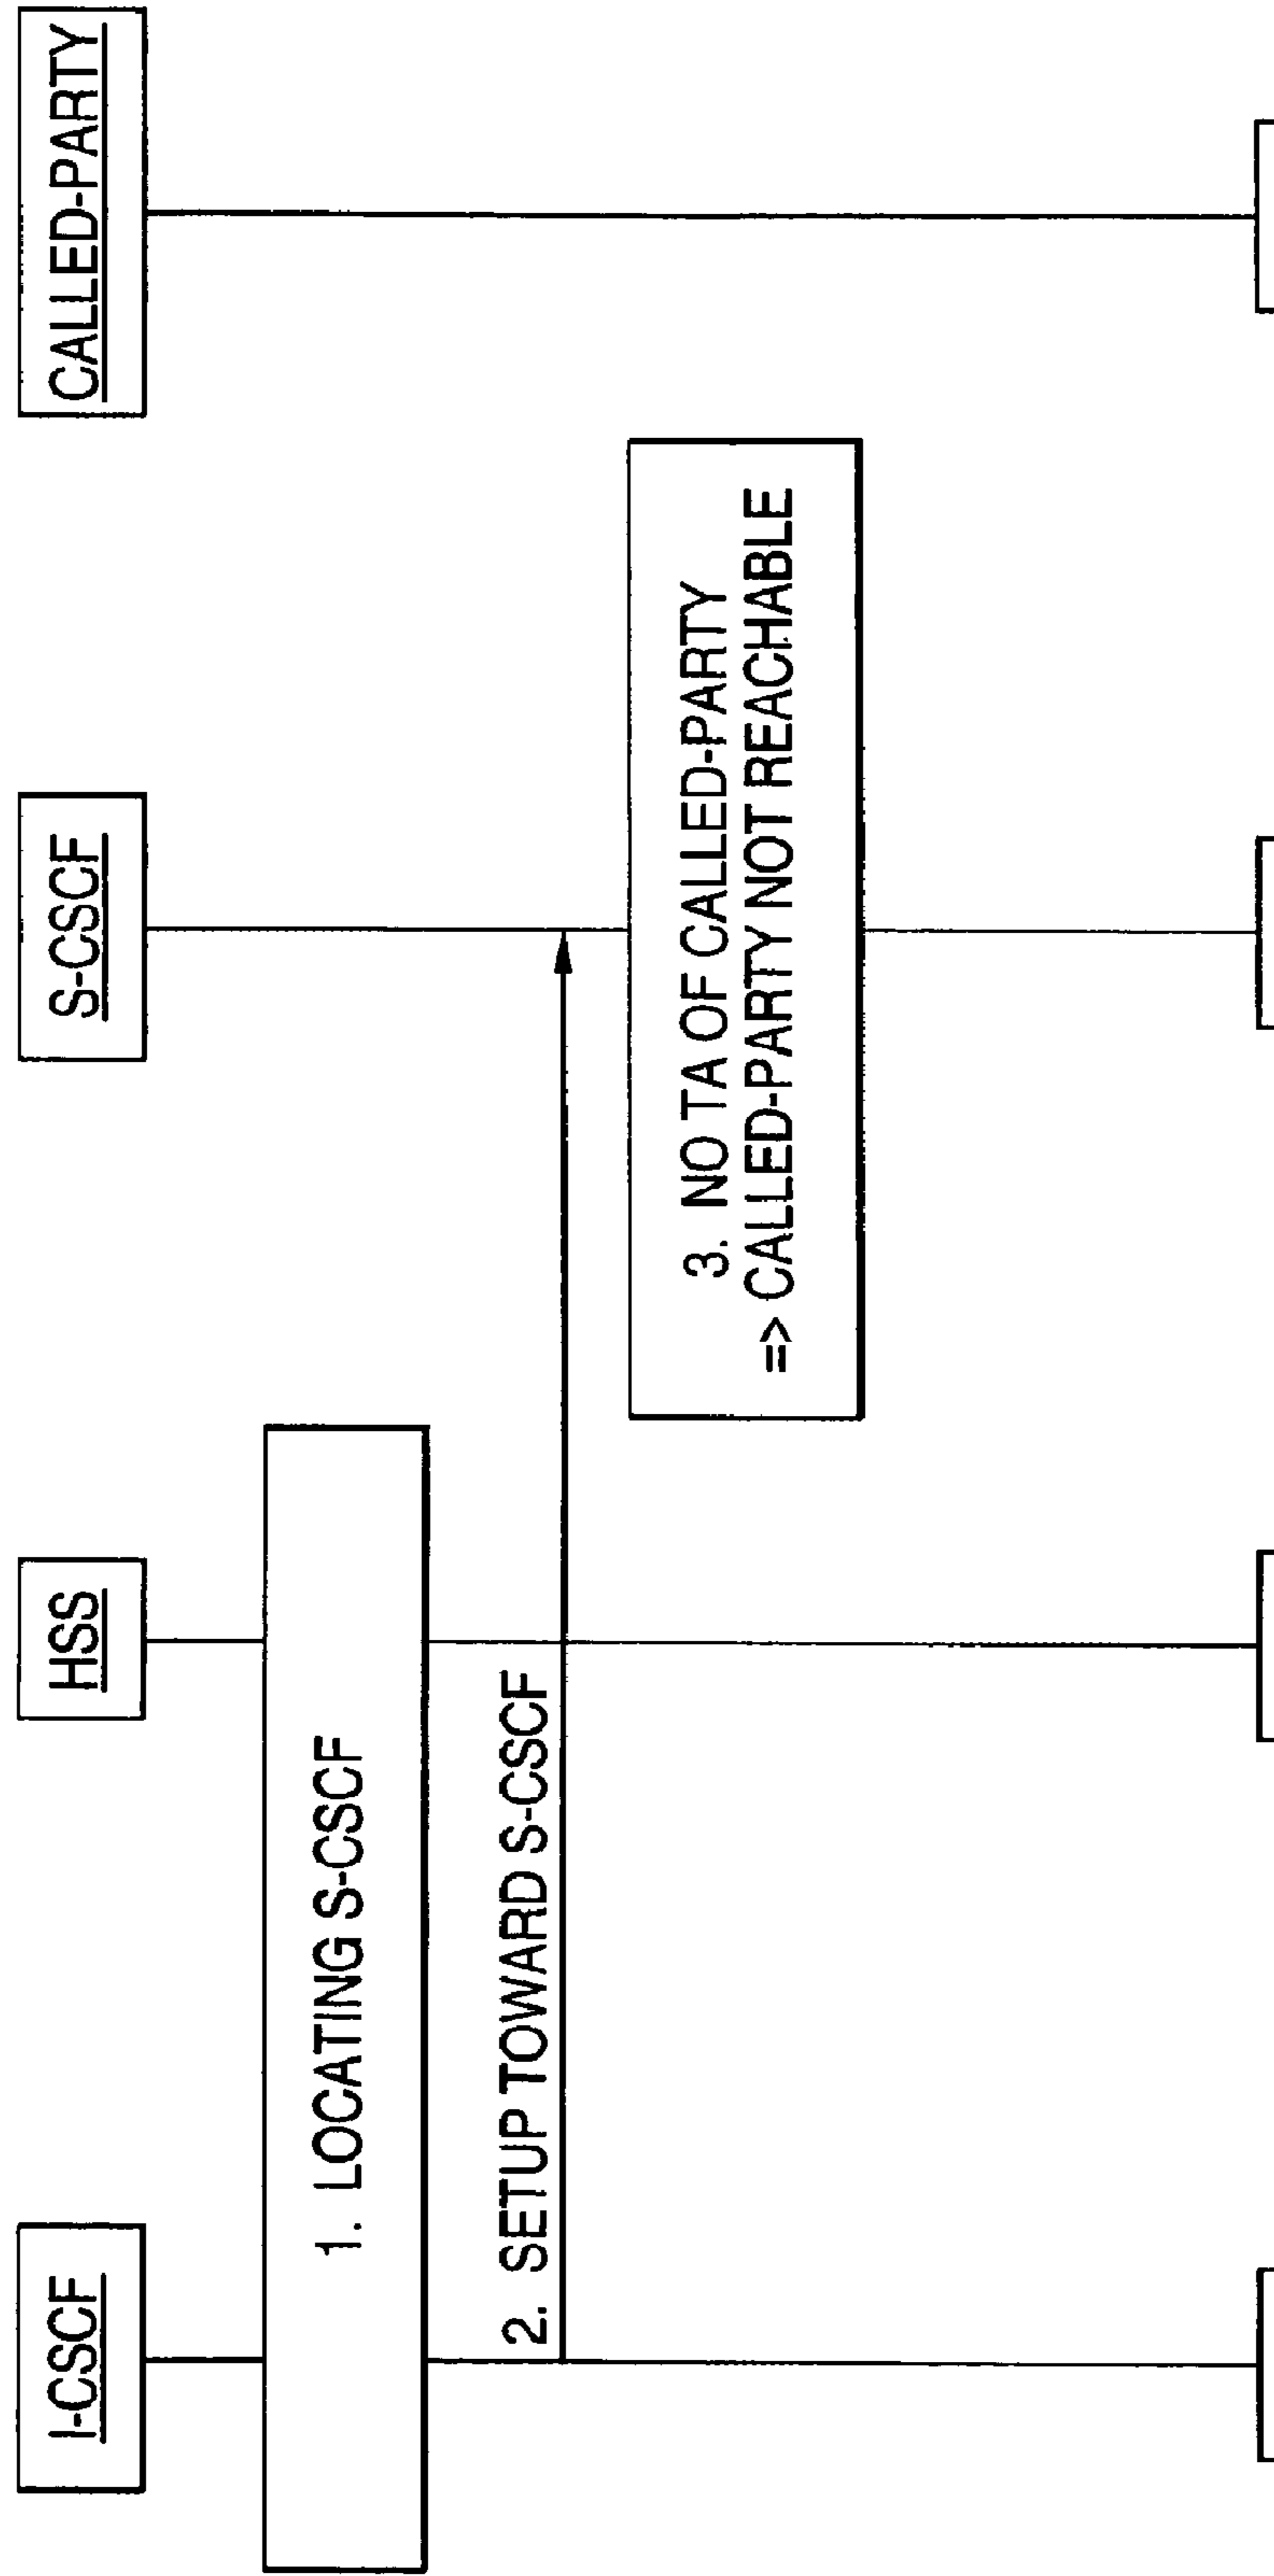 I-CSCF
HSS
S-CSCF
CALLED-PARTY
1. LOCATING S-CSCF
2. SETUP TOWARD S-CSCF
3. NO TA OF CALLED-PARTY
=> CALLED-PARTY NOT REACHABLE